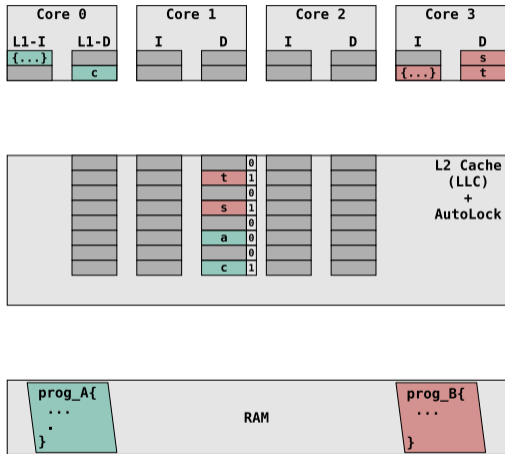 Core 0
Core 1
Core 2
Core 3
L1-I
L1-D
I
D
I
D
I
D
{...}
s
c
{...}
t
0
t 1
0
s 1
0
a 0
0
c 1
L2 Cache
(LLC)
+
AutoLock
prog_A{
...
.
}
RAM
prog_B{
...
}